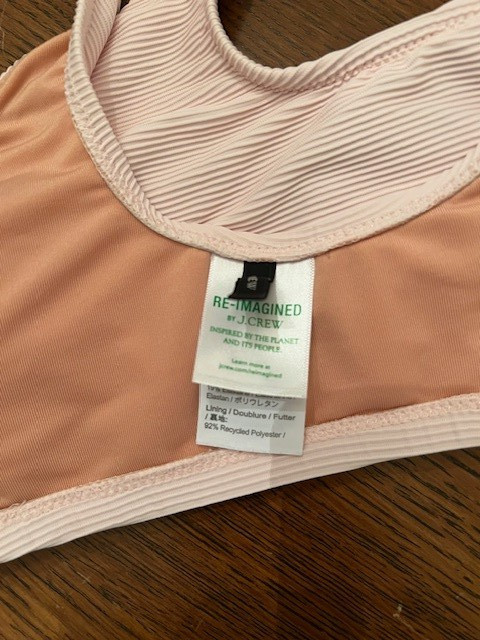 RE-IMAGINED
BY J.CREW
INSPIRED BY THE PLANET
AND ITS PEOPLE.
Learn more at
jcrew.com/reimagined
Elastan / ポリウレタン
Lining / Doublure / Futter
/ 裏地:
92% Recycled Polyester /